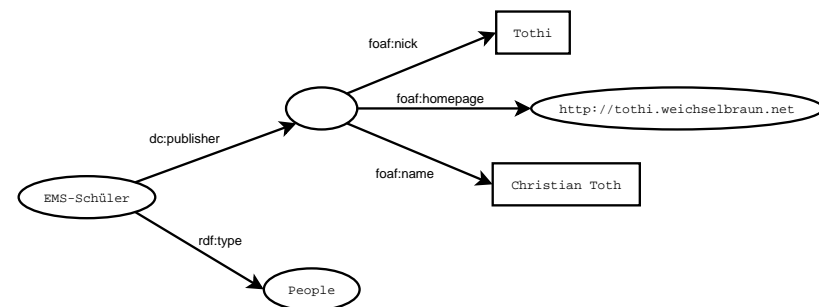 Tothi
foaf:nick
foaf:homepage
http://tothi.weichselbraun.net
dc:publisher
foaf:name
Christian Toth
EMS-Schüler
rdf:type
People